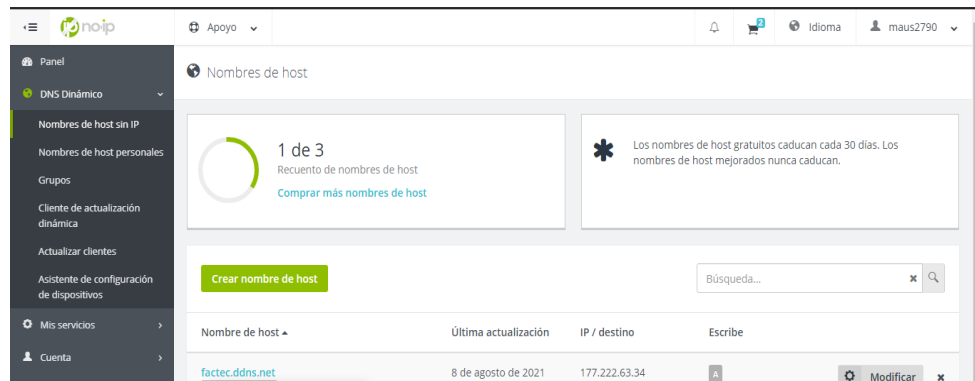 no-ip
Apoyo
2
Idioma
maus2790
Panel
DNS Dinámico
Nombres de host sin IP
Nombres de host personales
Grupos
Cliente de actualización
dinámica
Actualizar clientes
Asistente de configuración
de dispositivos
Mis servicios
Cuenta
Nombres de host
1 de 3
Recuento de nombres de host
Comprar más nombres de host
Los nombres de host gratuitos caducan cada 30 días. Los
nombres de host mejorados nunca caducan.
Crear nombre de host
Búsqueda...
Nombre de host
Última actualización
IP / destino
Escribe
factec.ddns.net
8 de agosto de 2021
177.222.63.34
A
Modificar